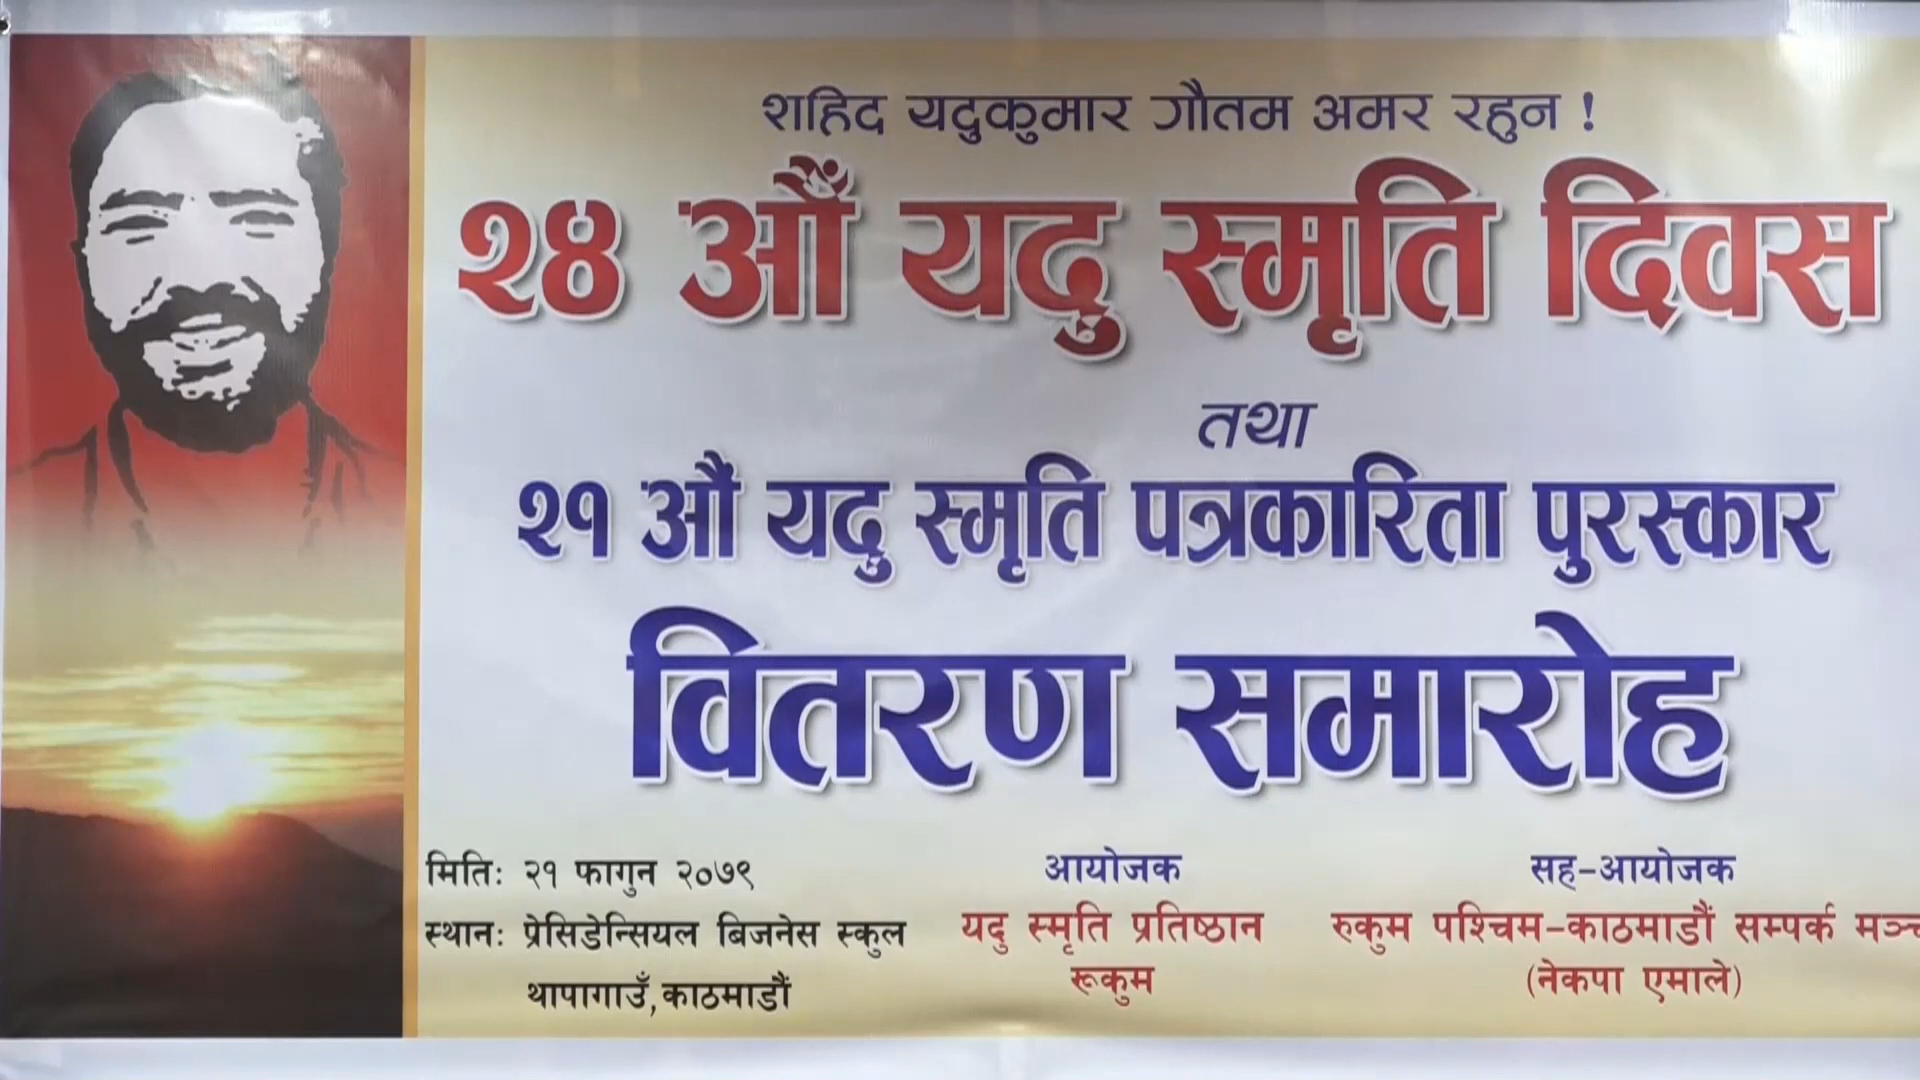 शहिद यदुकुमार गौतम अमर रहुन !
२४ औं यदु स्मृति दिवस
तथा
२१ औं यदु स्मृति पत्रकारिता पुरस्कार
वितरण समारोह
मितिः २१ फागुन २०७९
स्थानः प्रेसिडेन्सियल बिजनेस स्कुल
थापागाउँ, काठमाडौं
आयोजक
यदु स्मृति प्रतिष्ठान
रूकुम
सह-आयोजक
रुकुम पश्चिम-काठमाडौं सम्पर्क
(नेकपा एमाले)